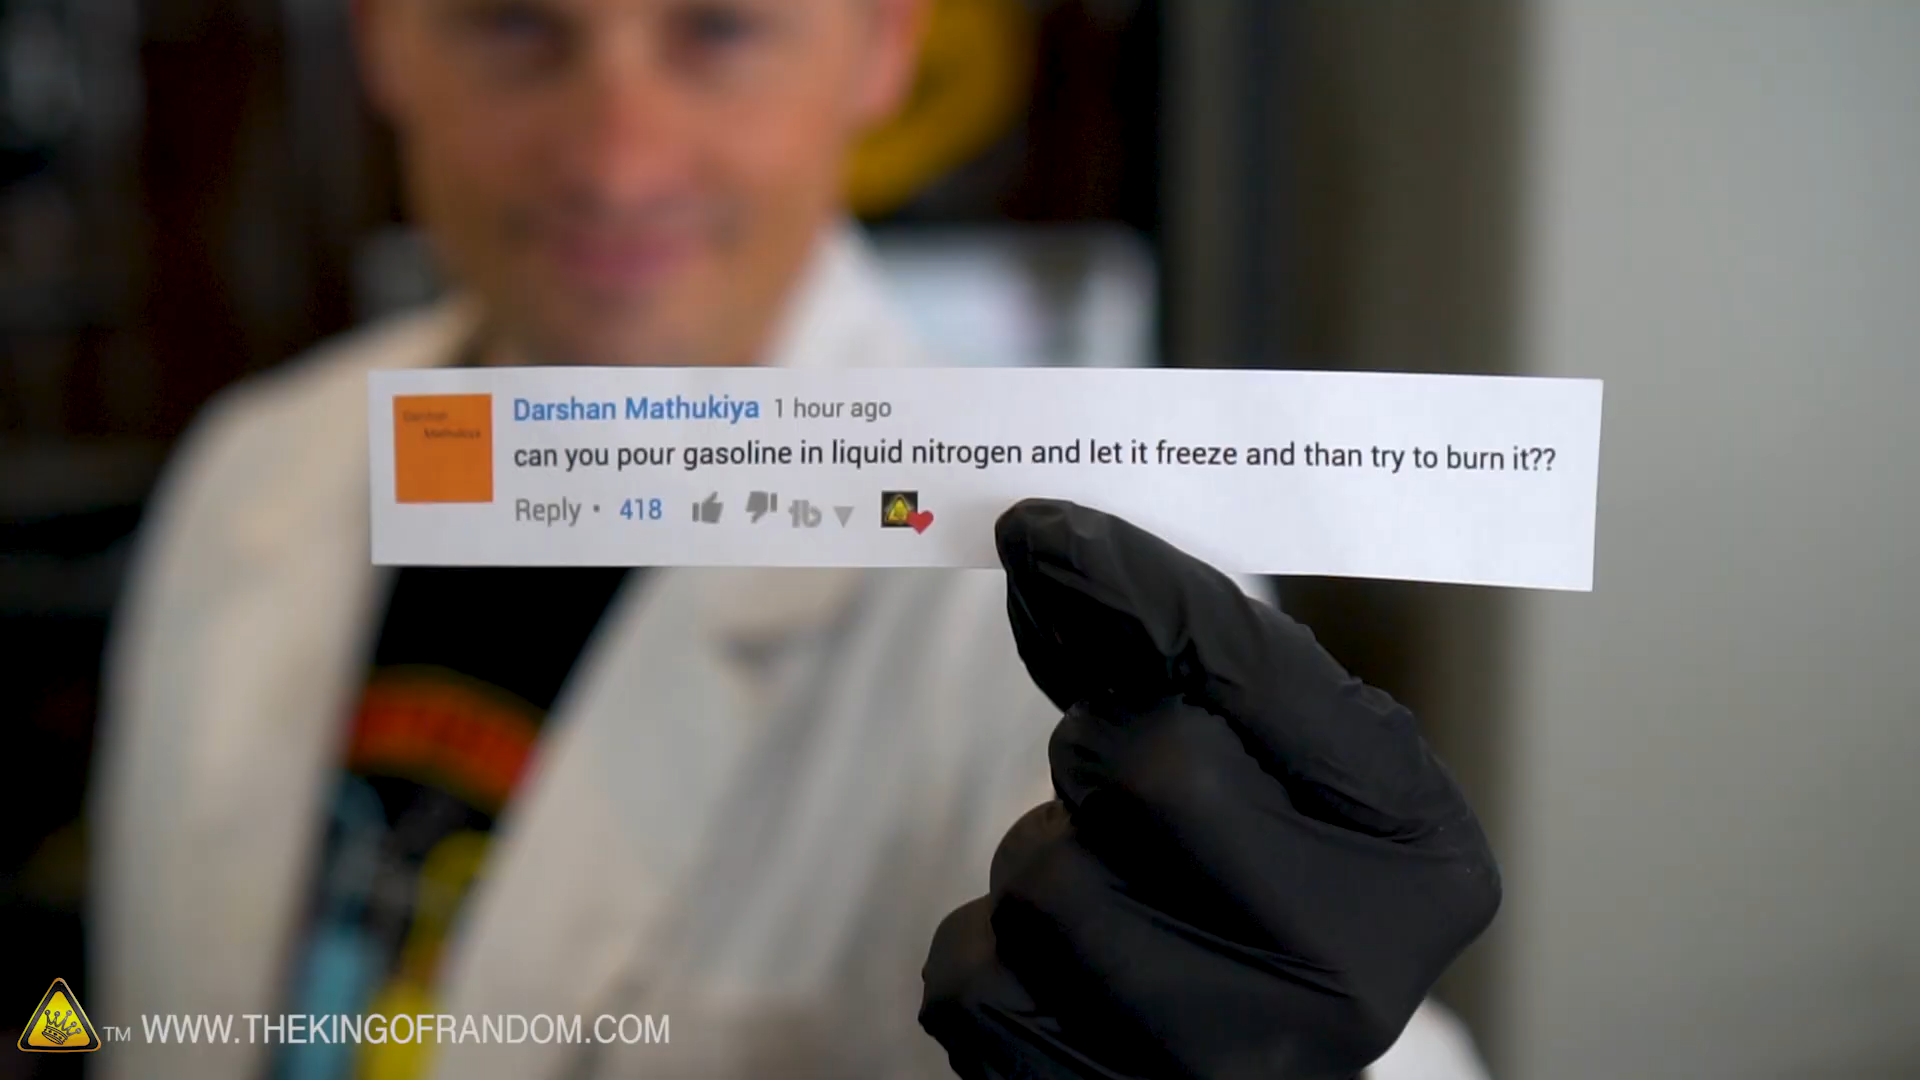 Darshan Mathukiya 1 hour ago
can you pour gasoline in liquid nitrogen and let it freeze and than try to burn it??
Reply • 418
TM WWW.THEKINGOFRANDOM.COM